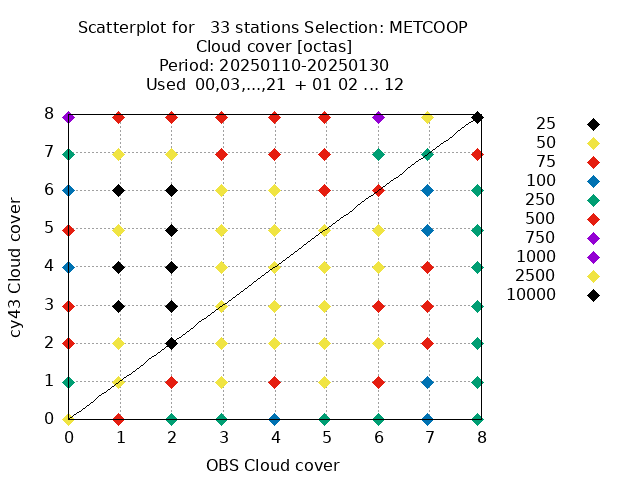 Scatterplot for 33 stations Selection: METCOOP
Cloud cover [octas]
Period: 20250110-20250130
Used 00,03,...,21 + 01 02 ... 12
8
7
6
5
4
3
2
1
0
cy43 Cloud cover
0 1 2 3 4 5 6 7 8
OBS Cloud cover
25
50
75
100
250
500
750
1000
2500
10000